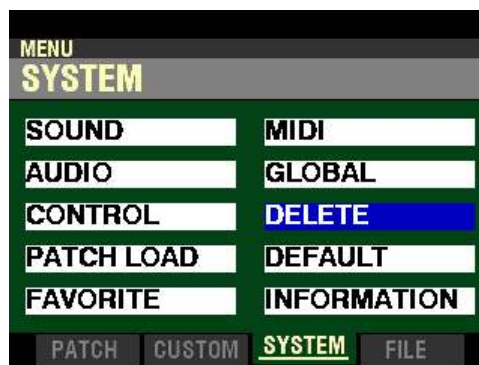 MENU
SYSTEM
SOUND MIDI
AUDIO GLOBAL
CONTROL DELETE
PATCH LOAD DEFAULT
FAVORITE INFORMATION
PATCH CUSTOM SYSTEM FILE